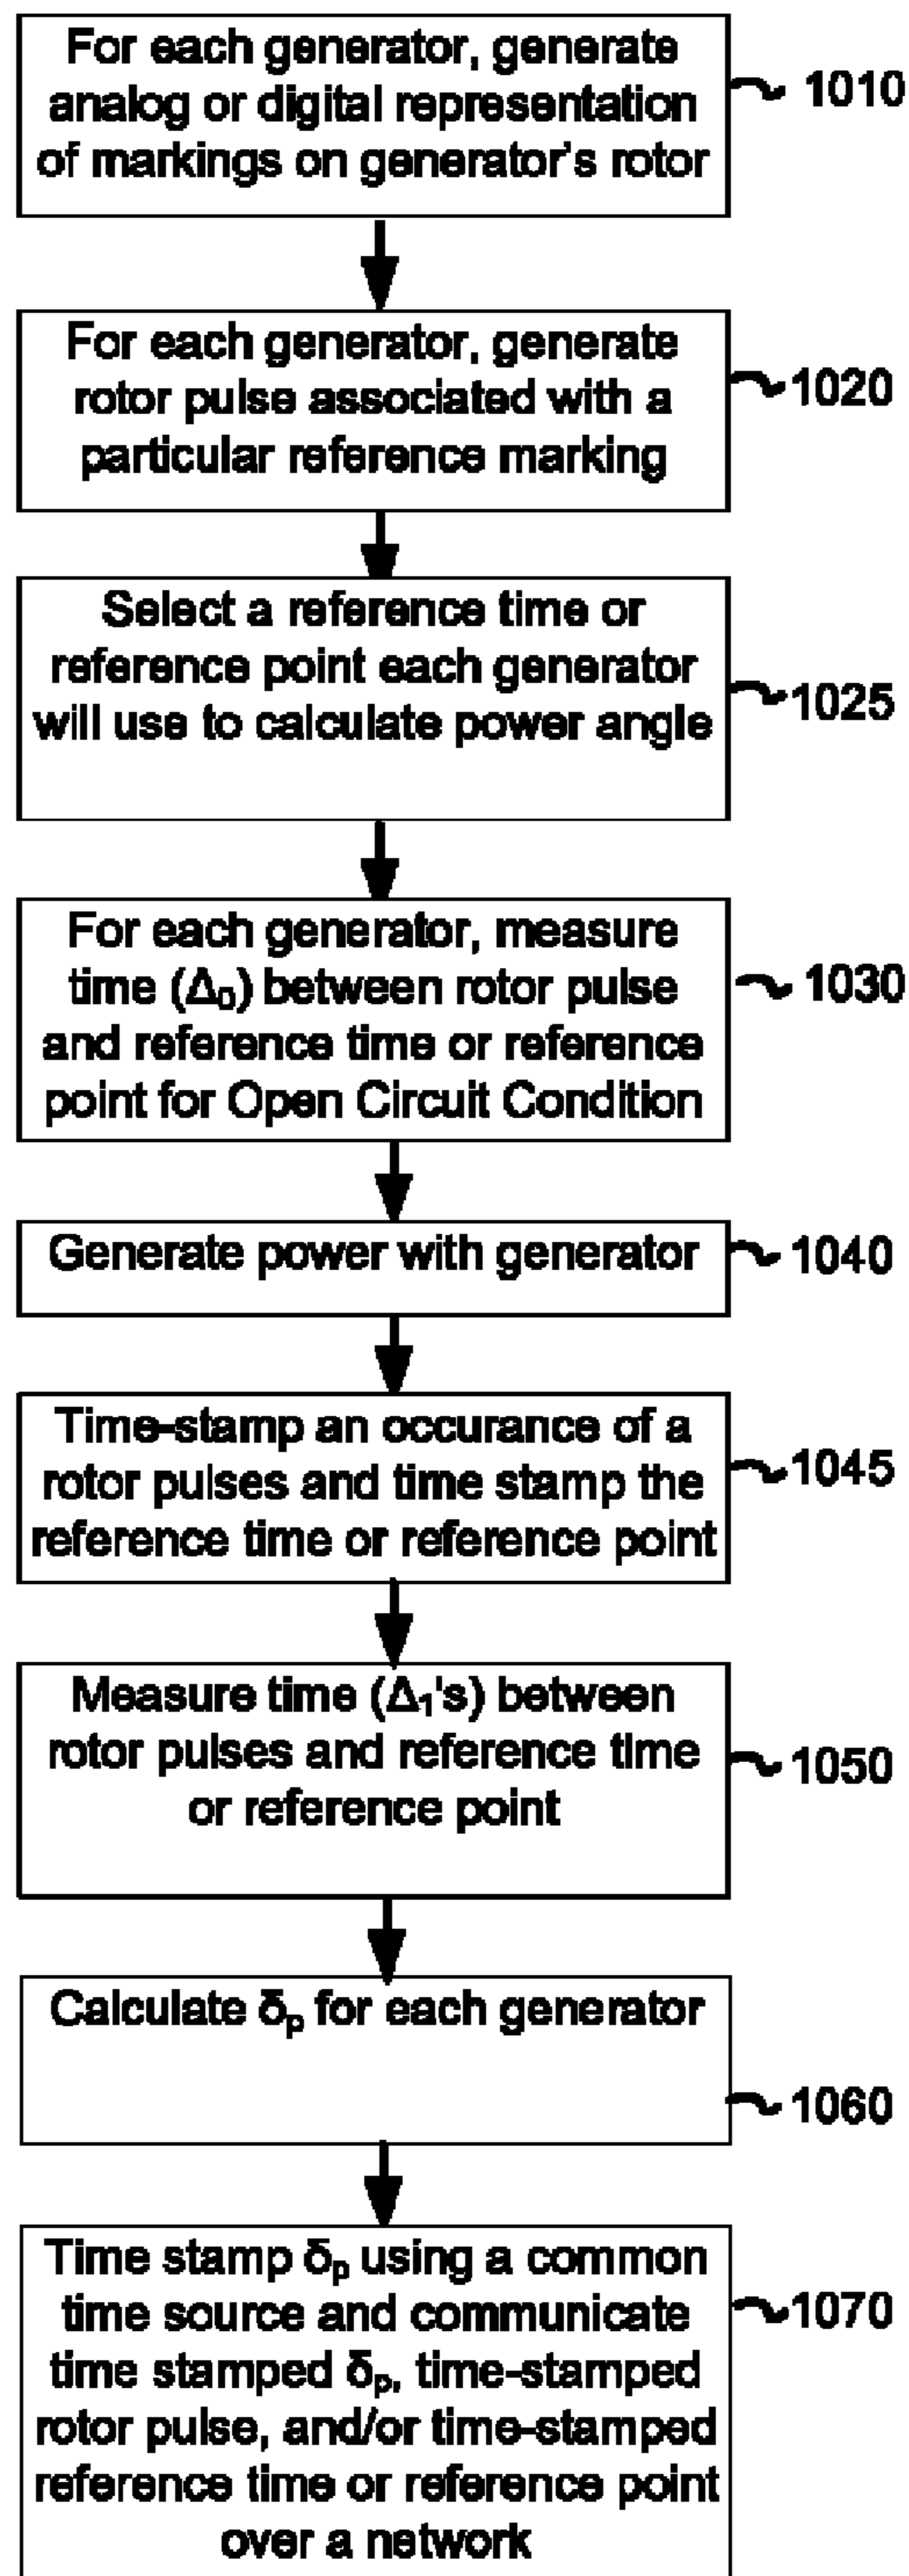 For each generator, generate
analog or digital representation
of markings on generator's rotor
1010
For each generator, generate
rotor pulse associated with a
particular reference marking
1020
Select a reference time or
reference point each generator
will use to calculate power angle
1025
For each generator, measure
time (Δ₀) between rotor pulse
and reference time or reference
point for Open Circuit Condition
1030
Generate power with generator
1040
Time-stamp an occurance of a
rotor pulses and time stamp the
reference time or reference point
1045
Measure time (Δ₁'s) between
rotor pulses and reference time
or reference point
1050
Calculate δₚ for each generator
1060
Time stamp δₚ using a common
time source and communicate
time stamped δₚ, time-stamped
rotor pulse, and/or time-stamped
reference time or reference point
over a network
1070